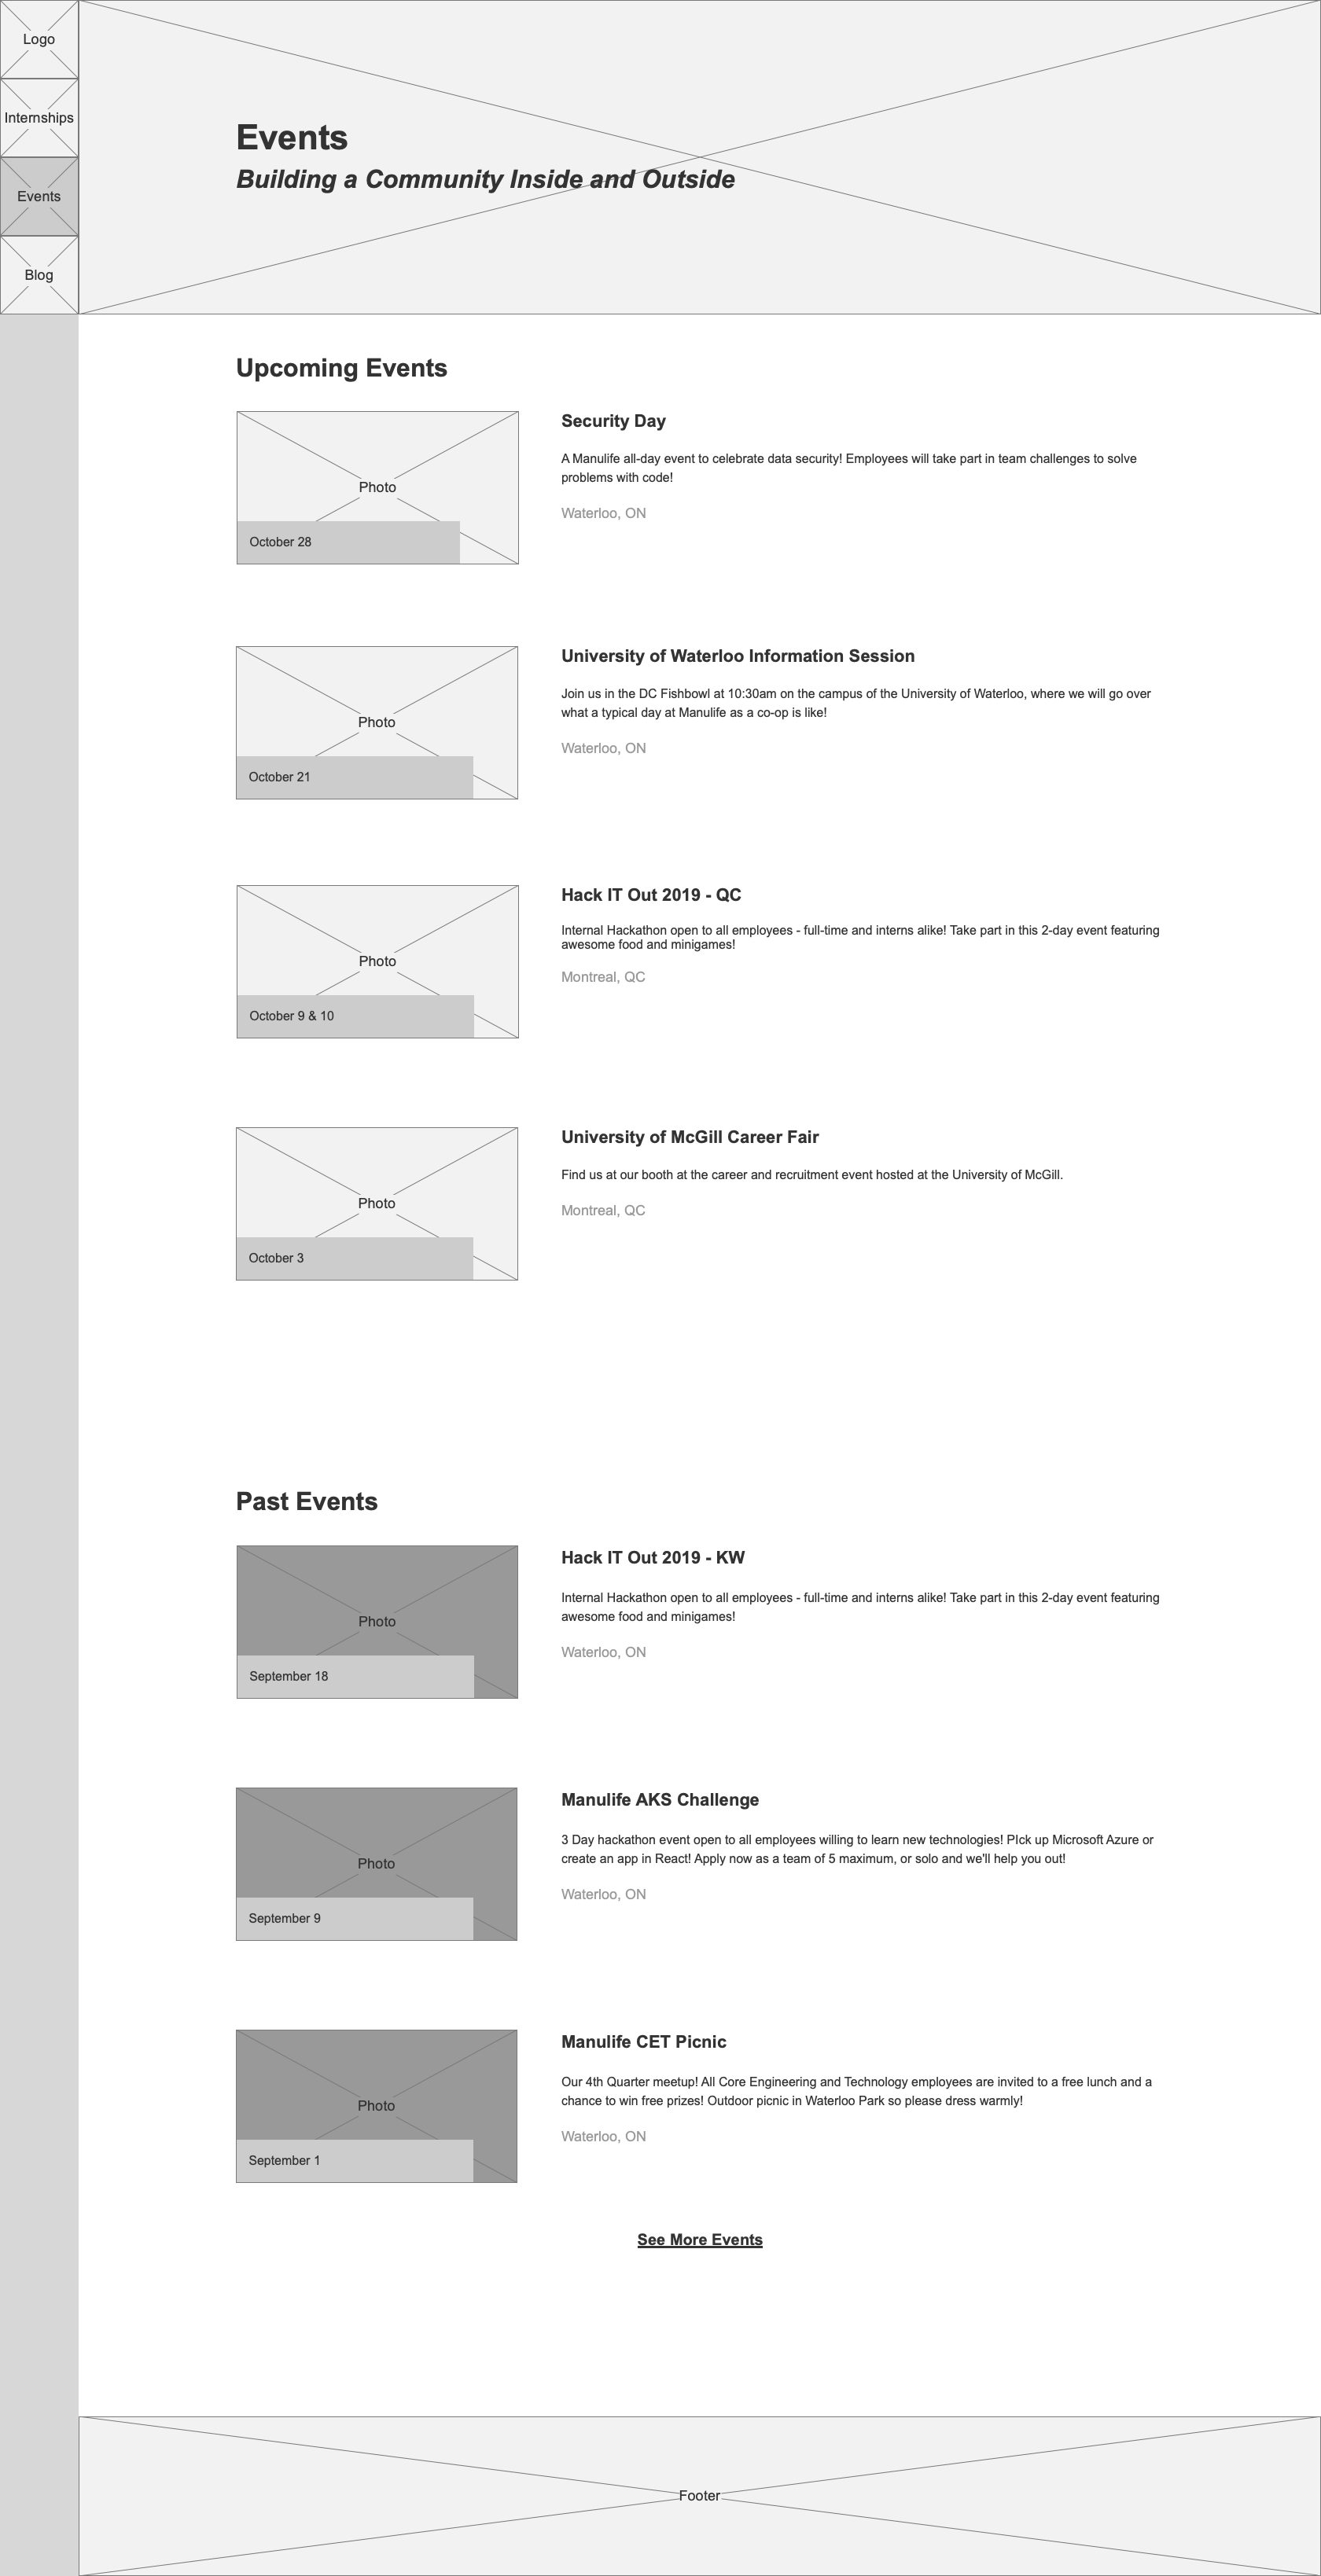 Logo
Internships
Events
Blog
Events
Building a Community Inside and Outside
Upcoming Events
Photo
October 28
Security Day
A Manulife all-day event to celebrate data security! Employees will take part in team challenges to solve
problems with code!
Waterloo, ON
Photo
October 21
University of Waterloo Information Session
Join us in the DC Fishbowl at 10:30am on the campus of the University of Waterloo, where we will go over
what a typical day at Manulife as a co-op is like!
Waterloo, ON
Photo
October 9 & 10
Hack IT Out 2019 - QC
Internal Hackathon open to all employees - full-time and interns alike! Take part in this 2-day event featuring
awesome food and minigames!
Montreal, QC
Photo
October 3
University of McGill Career Fair
Find us at our booth at the career and recruitment event hosted at the University of McGill.
Montreal, QC
Past Events
Photo
September 18
Hack IT Out 2019 - KW
Internal Hackathon open to all employees - full-time and interns alike! Take part in this 2-day event featuring
awesome food and minigames!
Waterloo, ON
Photo
September 9
Manulife AKS Challenge
3 Day hackathon event open to all employees willing to learn new technologies! PIck up Microsoft Azure or
create an app in React! Apply now as a team of 5 maximum, or solo and we'll help you out!
Waterloo, ON
Photo
September 1
Manulife CET Picnic
Our 4th Quarter meetup! All Core Engineering and Technology employees are invited to a free lunch and a
chance to win free prizes! Outdoor picnic in Waterloo Park so please dress warmly!
Waterloo, ON
See More Events
Footer